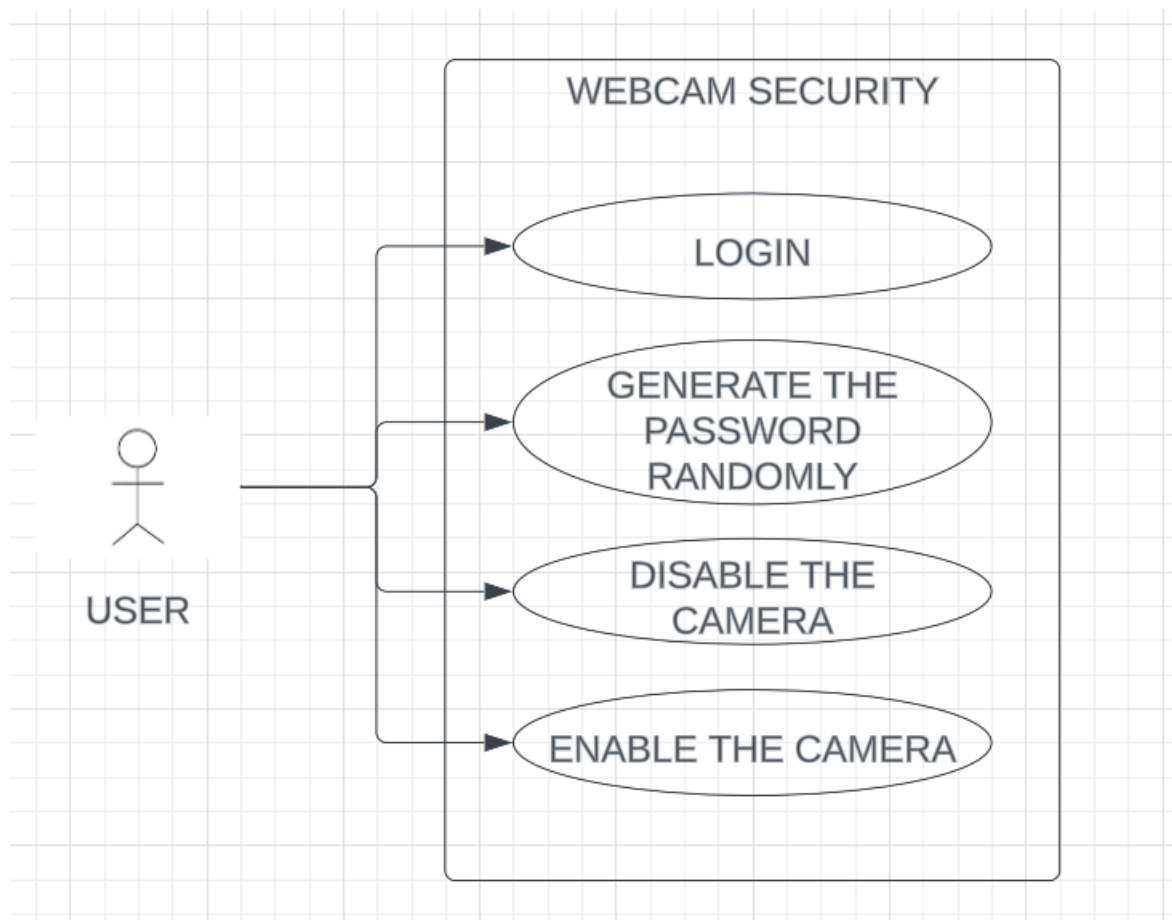 WEBCAM SECURITY
LOGIN
GENERATE THE
PASSWORD
RANDOMLY
USER
DISABLE THE
CAMERA
ENABLE THE CAMERA